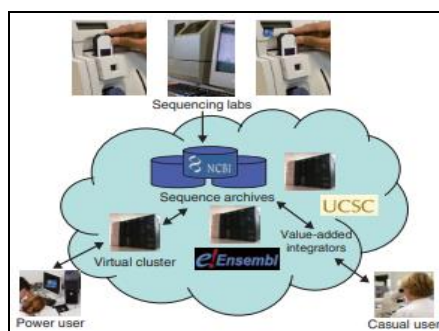 Sequencing labs
NCBI
Sequence archives
UCSC
Virtual cluster
e!Ensembl
Value-added
integrators
Power user
Casual user